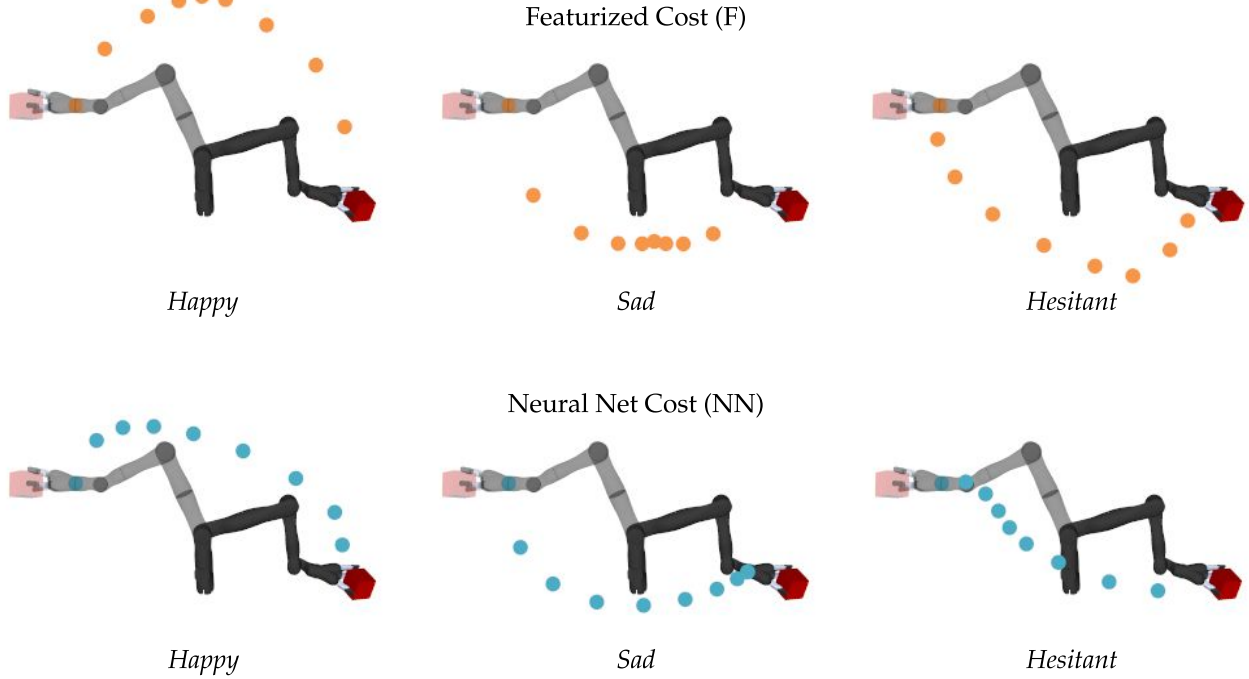 Featurized Cost (F)
Happy
Sad
Hesitant
Neural Net Cost (NN)
Happy
Sad
Hesitant